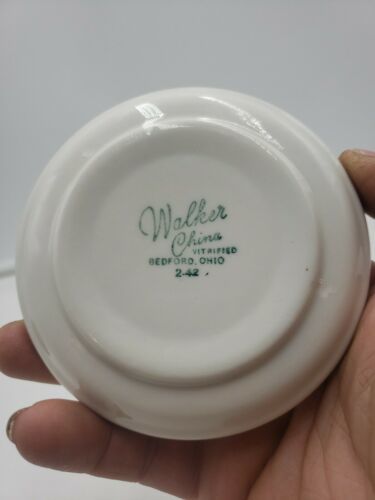 Walker
China
VITRIFIED
BEDFORD, OHIO
2-42